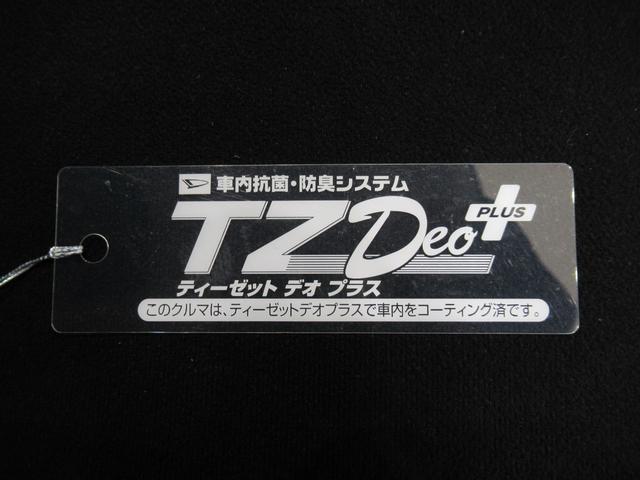 車内抗菌・防臭システム
TZ Deo PLUS
ティーゼット デオ プラス
このクルマは、ティーゼットデオプラスで車内をコーティング済です。